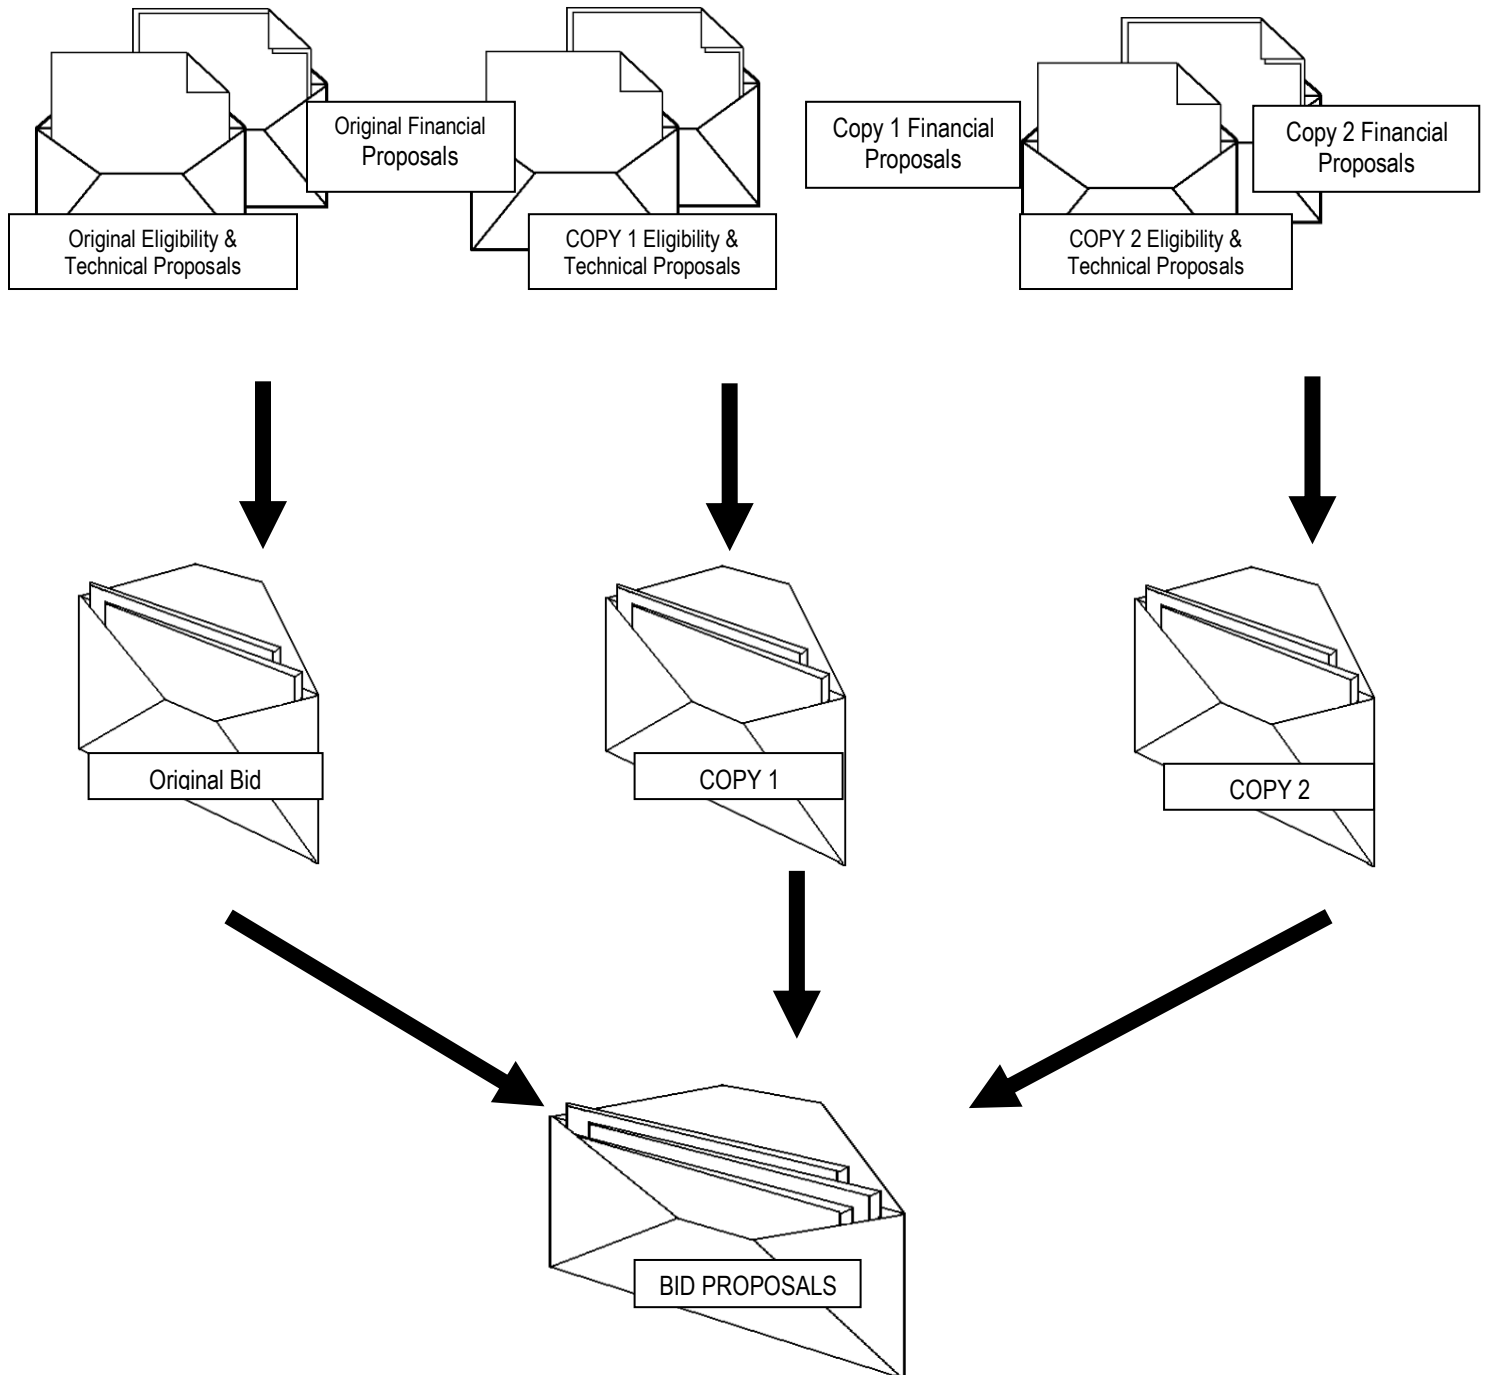 Original Financial
Proposals
Copy 1 Financial
Proposals
Copy 2 Financial
Proposals
Original Eligibility &
Technical Proposals
COPY 1 Eligibility &
Technical Proposals
COPY 2 Eligibility &
Technical Proposals
Original Bid
COPY 1
COPY 2
BID PROPOSALS